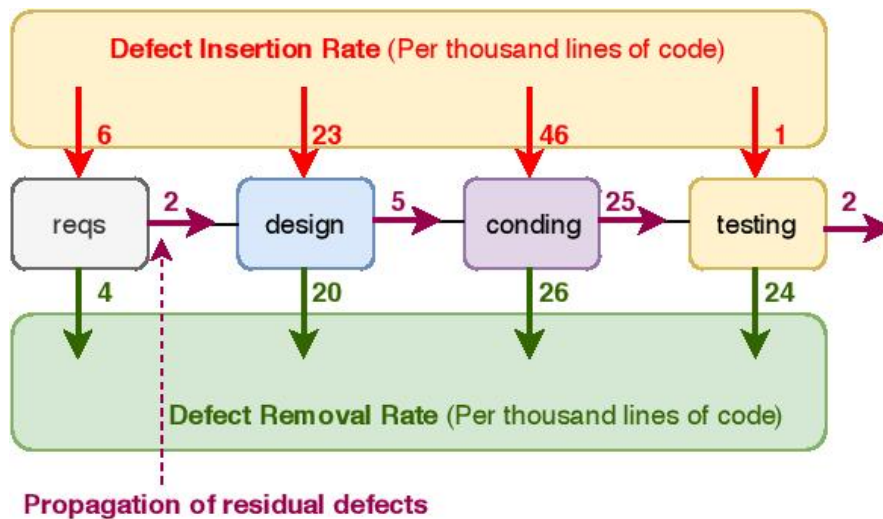 Defect Insertion Rate (Per thousand lines of code)
6 23 46 1
reqs 2 design 5 conding 25 testing 2
4 20 26 24
Defect Removal Rate (Per thousand lines of code)
Propagation of residual defects